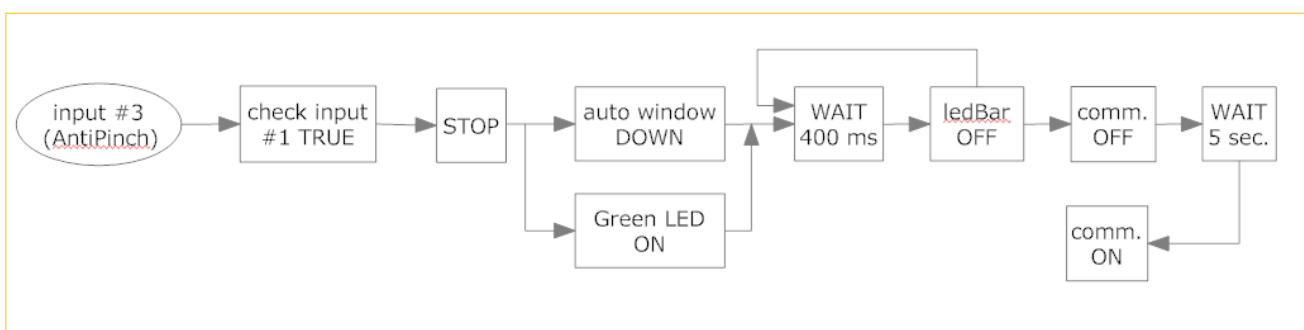 input #3
(AntiPinch)
check input
#1 TRUE
STOP
auto window
DOWN
WAIT
400 ms
ledBar
OFF
comm.
OFF
WAIT
5 sec.
Green LED
ON
comm.
ON